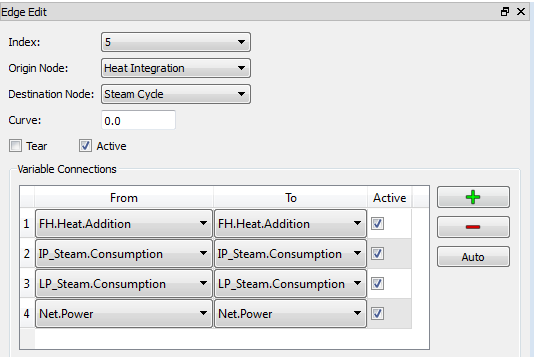 Edge Edit
Index: 5
Origin Node: Heat Integration
Destination Node: Steam Cycle
Curve: 0.0
Tear Active
Variable Connections
From To Active
1 FH.Heat.Addition FH.Heat.Addition
2 IP_Steam.Consumption IP_Steam.Consumption
3 LP_Steam.Consumption LP_Steam.Consumption
4 Net.Power Net.Power
Auto